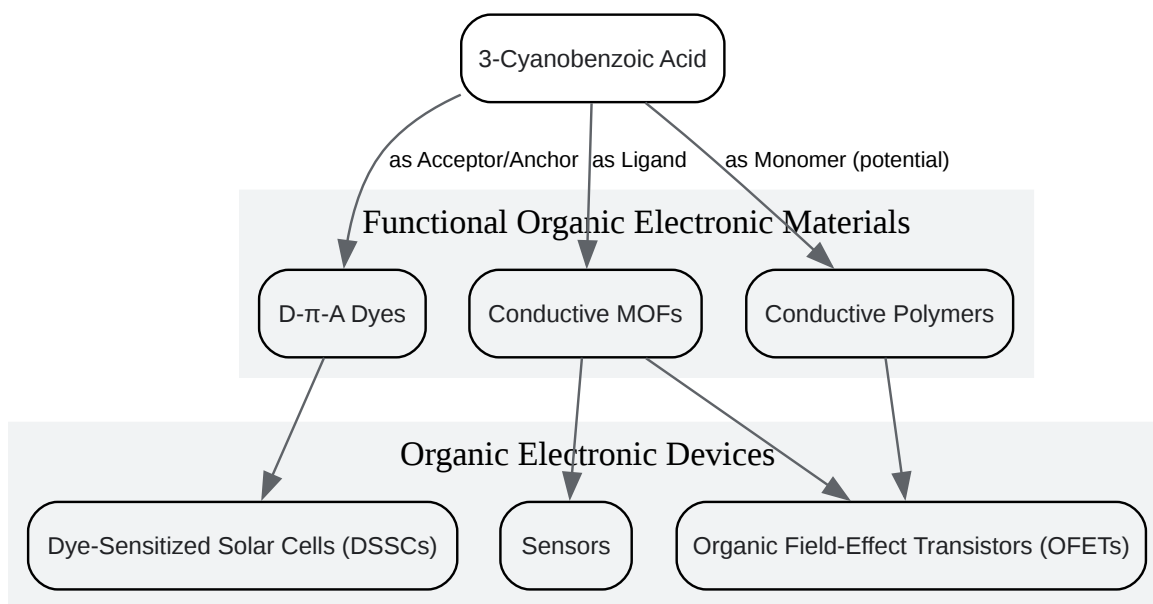 3-Cyanobenzoic Acid
as Acceptor/Anchor
as Ligand
as Monomer (potential)
Functional Organic Electronic Materials
D-π-A Dyes
Conductive MOFs
Conductive Polymers
Organic Electronic Devices
Dye-Sensitized Solar Cells (DSSCs)
Sensors
Organic Field-Effect Transistors (OFETs)